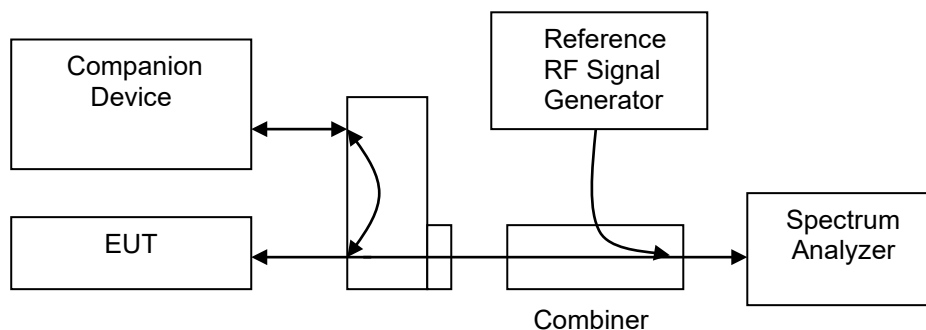 Companion
Device
Reference
RF Signal
Generator
EUT
Spectrum
Analyzer
Combiner